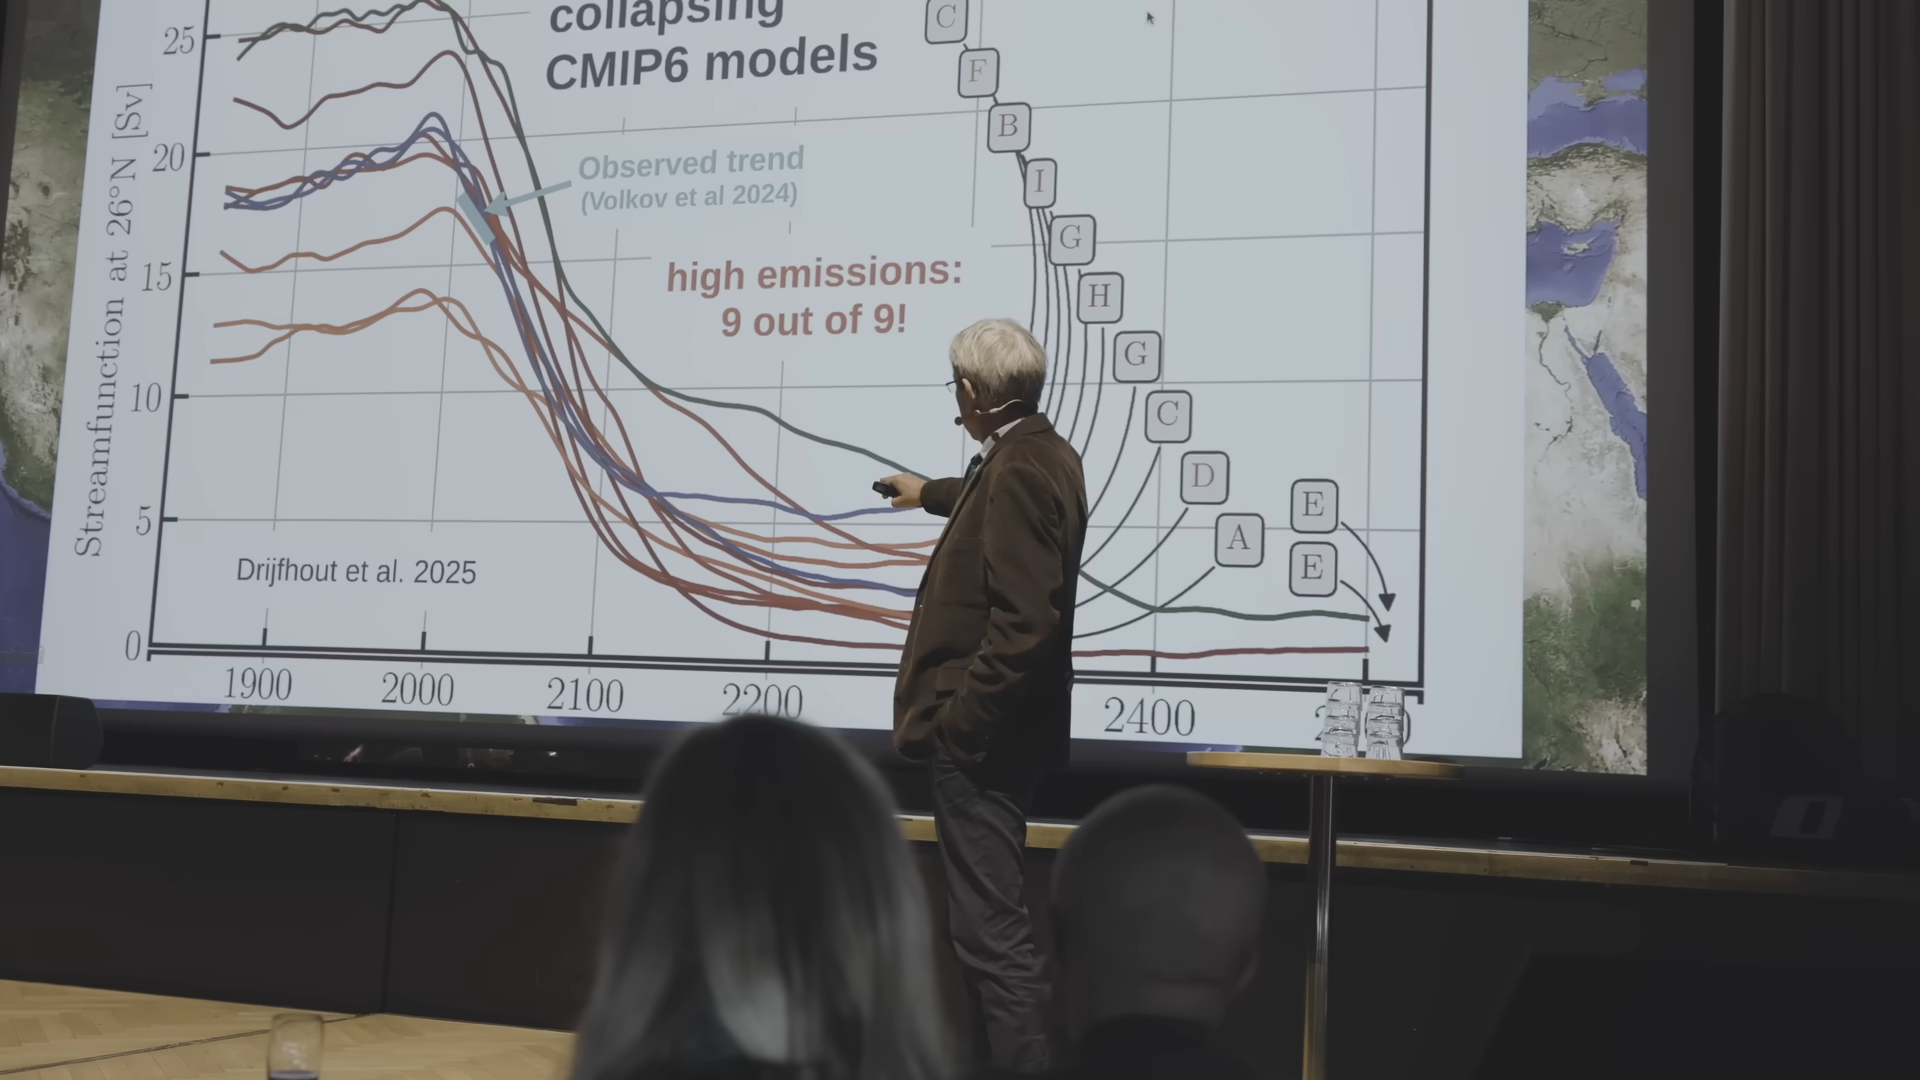 collapsing
CMIP6 models
Streamfunction at 26°N [Sv]
25
20
15
10
5
0
Observed trend
(Volkov et al 2024)
high emissions:
9 out of 9!
Drijfhout et al. 2025
C
F
B
I
G
H
G
C
D
A
E
E
1900
2000
2100
2200
2400